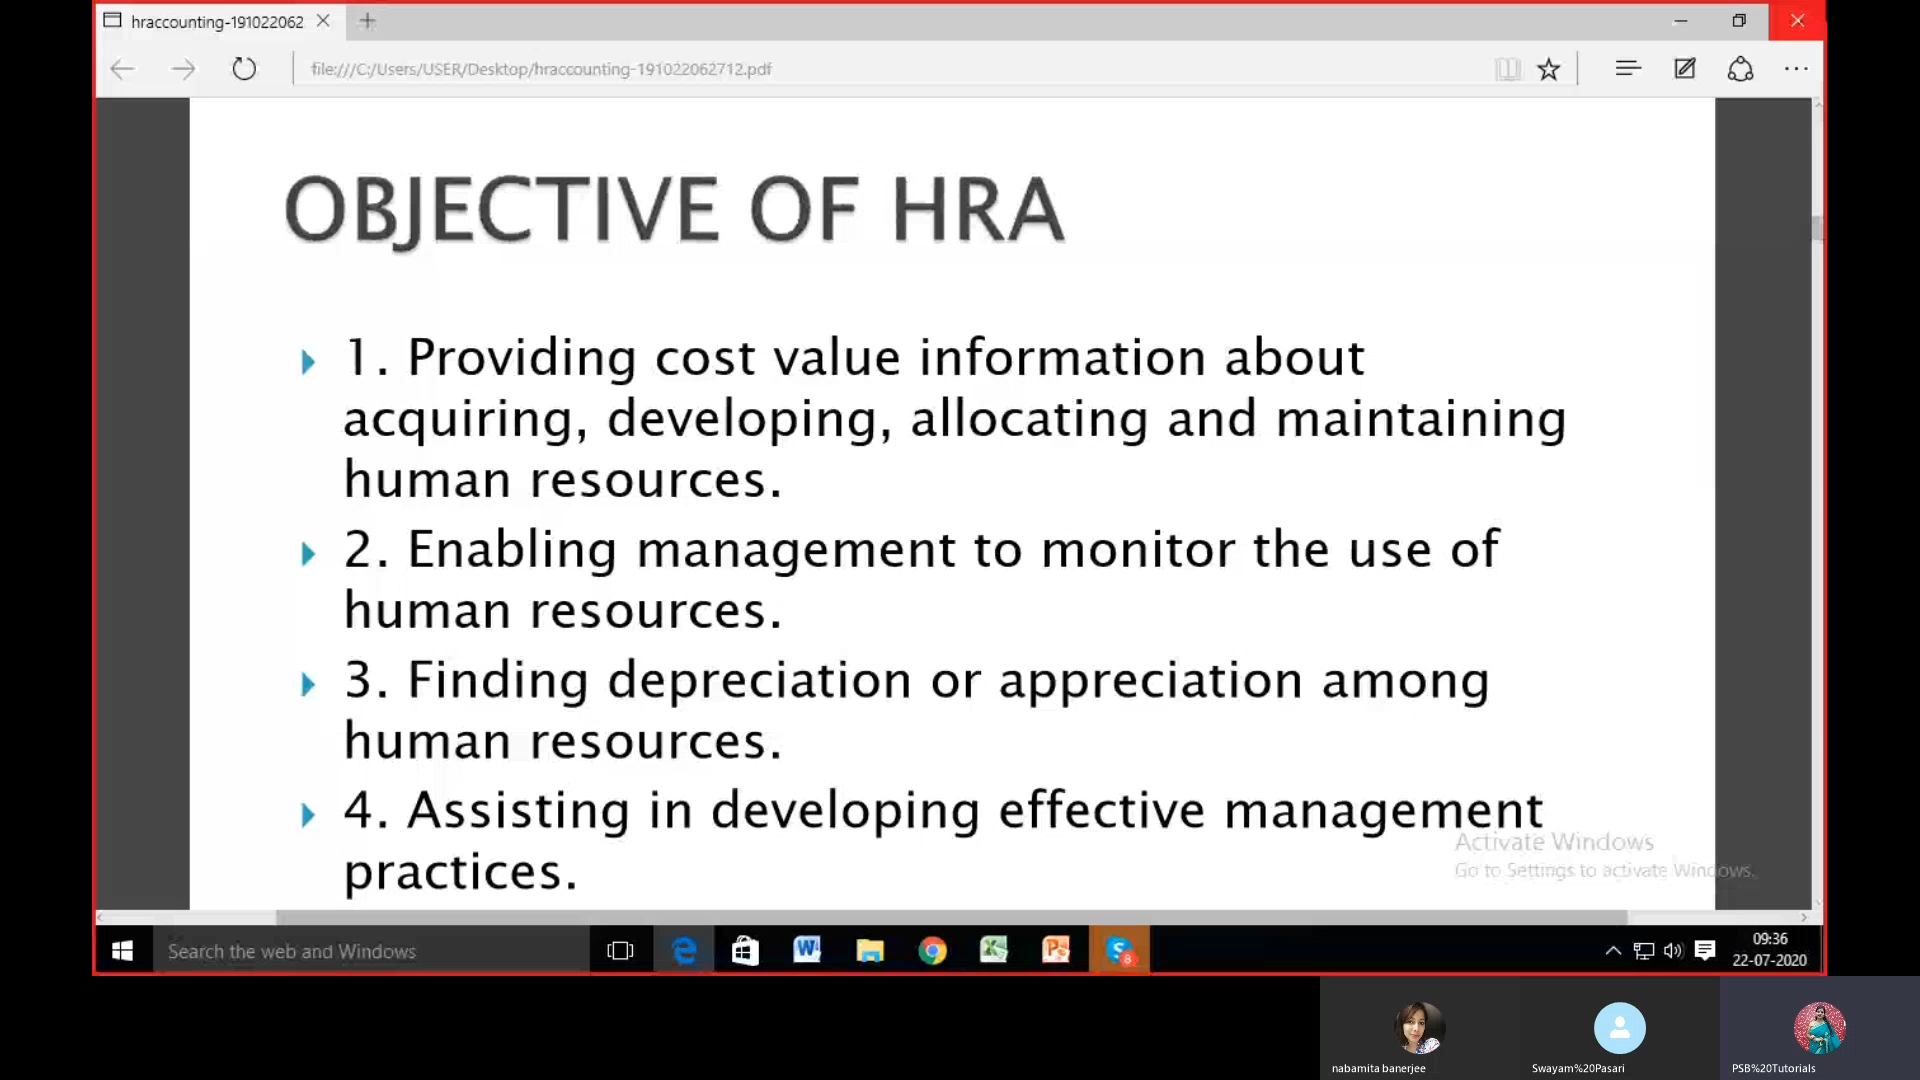 hraccounting-191022062
file:///C:/Users/USER/Desktop/hraccounting-191022062712.pdf
OBJECTIVE OF HRA
1. Providing cost value information about
acquiring, developing, allocating and maintaining
human resources.
2. Enabling management to monitor the use of
human resources.
3. Finding depreciation or appreciation among
human resources.
4. Assisting in developing effective management
practices.
Activate Windows
Go to Settings to activate Windows.
Search the web and Windows
8
09:36
22-07-2020
nabamita banerjee
Swayam%20Pasari
PSB%20Tutorials